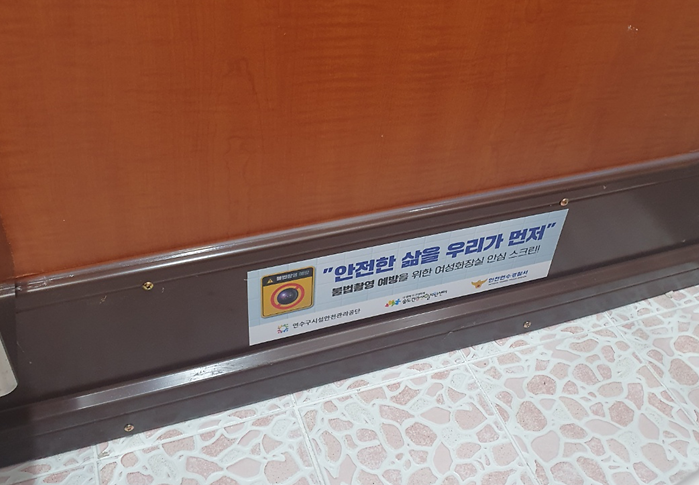 "안전한 삶을 우리가 먼저"
불법촬영 예방을 위한 여성화장실 안심 스크린!
연수구시설안전관리공단
인천연수경찰서